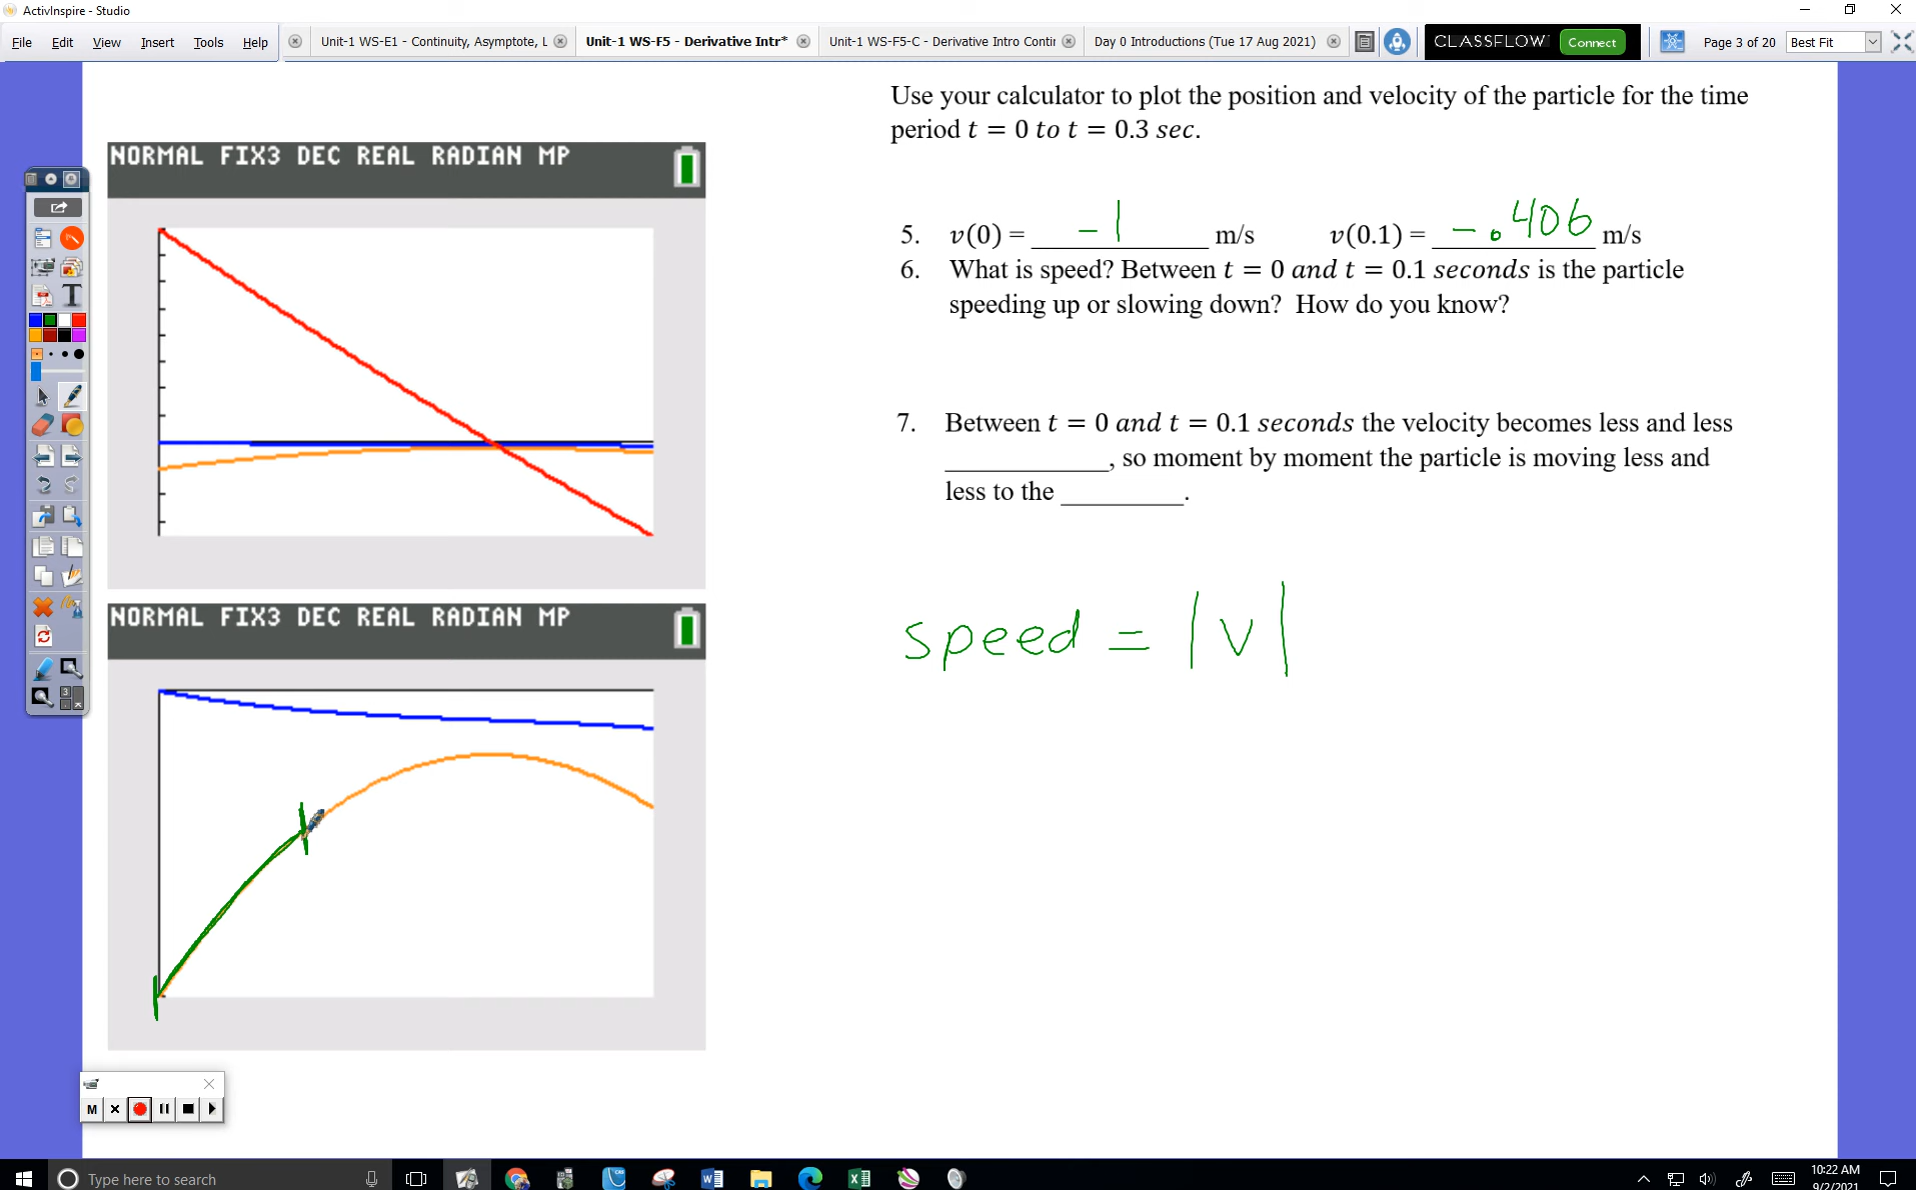 ActivInspire - Studio
File Edit View Insert Tools Help
Unit-1 WS-E1 - Continuity, Asymptote, L
Unit-1 WS-F5 - Derivative Intr*
Unit-1 WS-F5-C - Derivative Intro Contir
Day 0 Introductions (Tue 17 Aug 2021)
CLASSFLOW Connect
Page 3 of 20 Best Fit
Use your calculator to plot the position and velocity of the particle for the time
period t = 0 to t = 0.3 sec.
NORMAL FIX3 DEC REAL RADIAN MP
5. v(0) = -1 m/s v(0.1) = -.406 m/s
6. What is speed? Between t = 0 and t = 0.1 seconds is the particle
speeding up or slowing down? How do you know?
7. Between t = 0 and t = 0.1 seconds the velocity becomes less and less
____________, so moment by moment the particle is moving less and
less to the _________.
NORMAL FIX3 DEC REAL RADIAN MP
speed = |v|
T
3
M
Type here to search
10:22 AM
9/2/2021